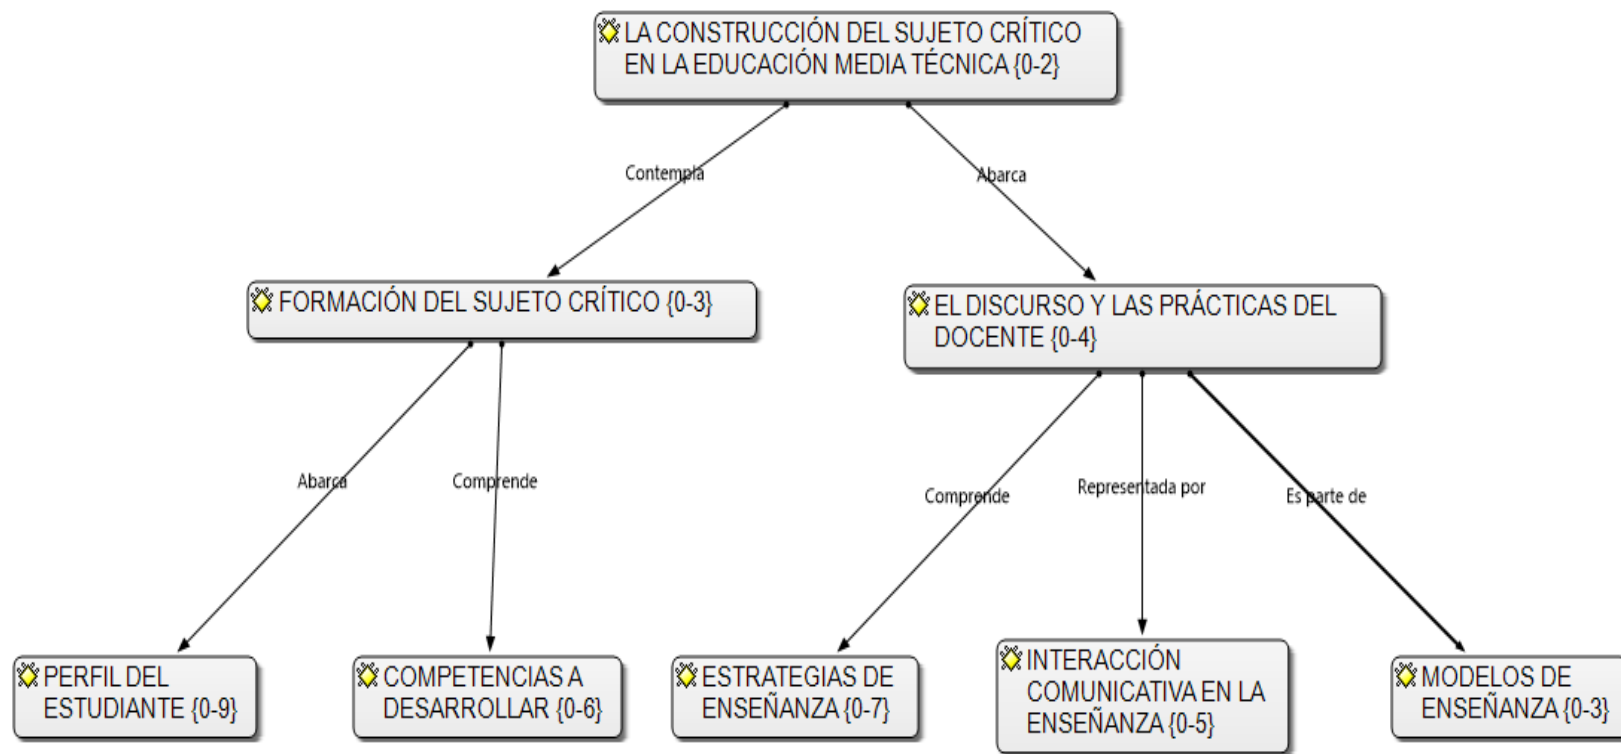 LA CONSTRUCCIÓN DEL SUJETO CRÍTICO
EN LA EDUCACIÓN MEDIA TÉCNICA {0-2}
Contempla
Abarca
FORMACIÓN DEL SUJETO CRÍTICO {0-3}
EL DISCURSO Y LAS PRÁCTICAS DEL
DOCENTE {0-4}
Abarca
Comprende
Comprende
Representada por
Es parte de
PERFIL DEL
ESTUDIANTE {0-9}
COMPETENCIAS A
DESARROLLAR {0-6}
ESTRATEGIAS DE
ENSEÑANZA {0-7}
INTERACCIÓN
COMUNICATIVA EN LA
ENSEÑANZA {0-5}
MODELOS DE
ENSEÑANZA {0-3}